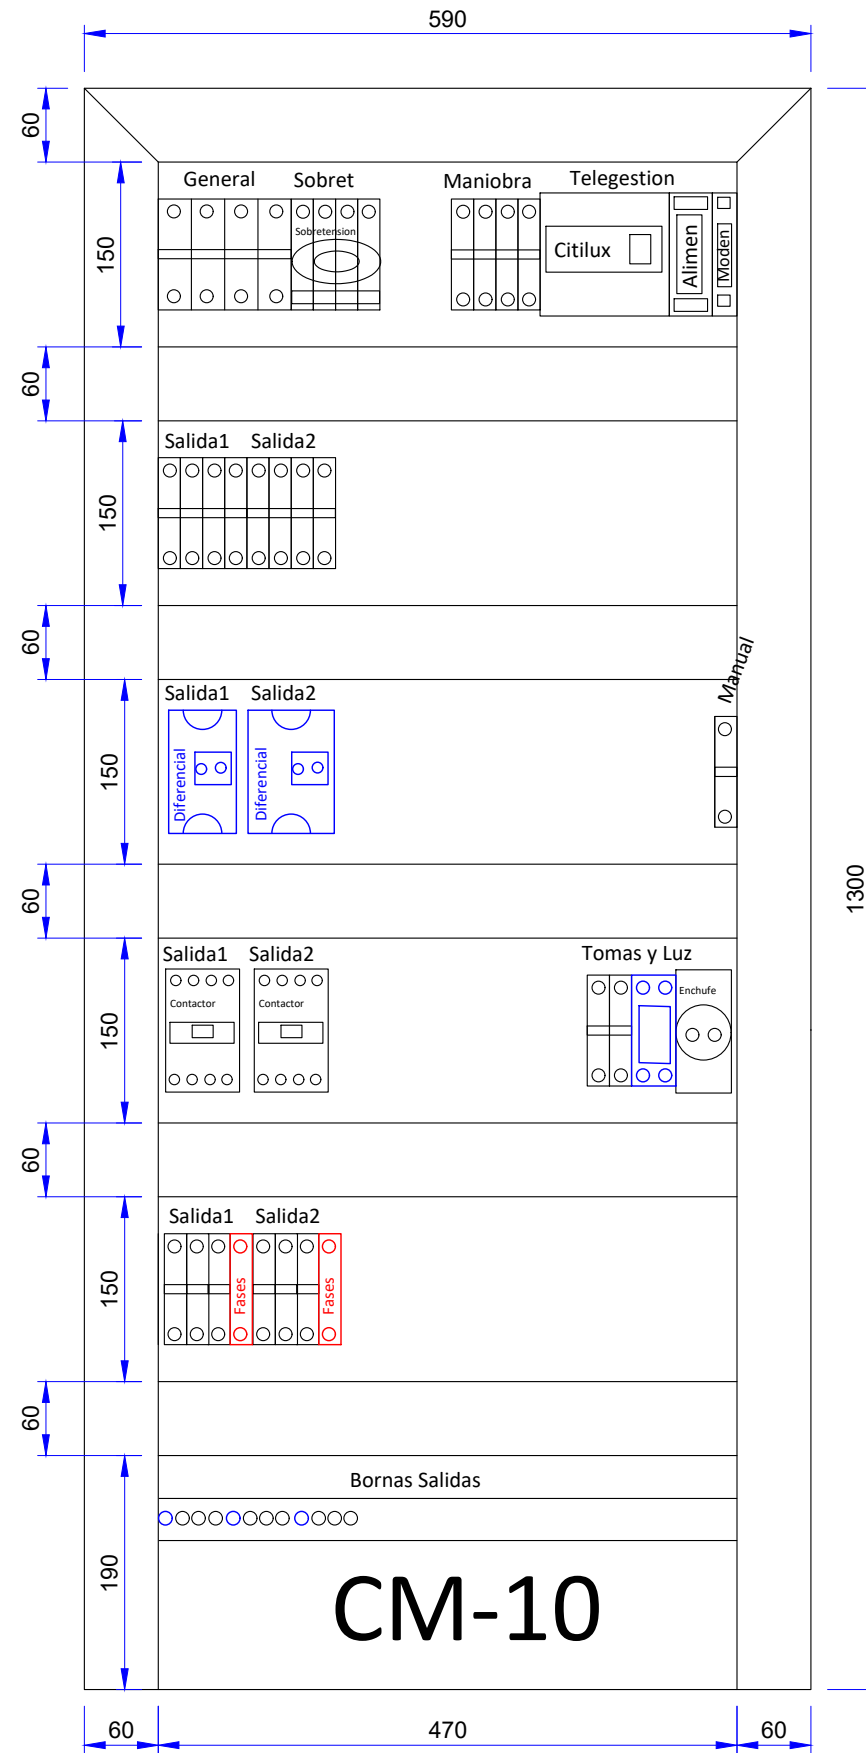 590
60
General Sobret Maniobra Telegestion
Sobretension
Citilux
Alimen
Moden
150
60
Salida1 Salida2
150
60
Manual
Salida1 Salida2
Diferencial Diferencial
150
60
1300
Salida1 Salida2 Tomas y Luz
Contactor Contactor Enchufe
150
60
Salida1 Salida2
Fases Fases
150
60
Bornas Salidas
190
CM-10
60 470 60